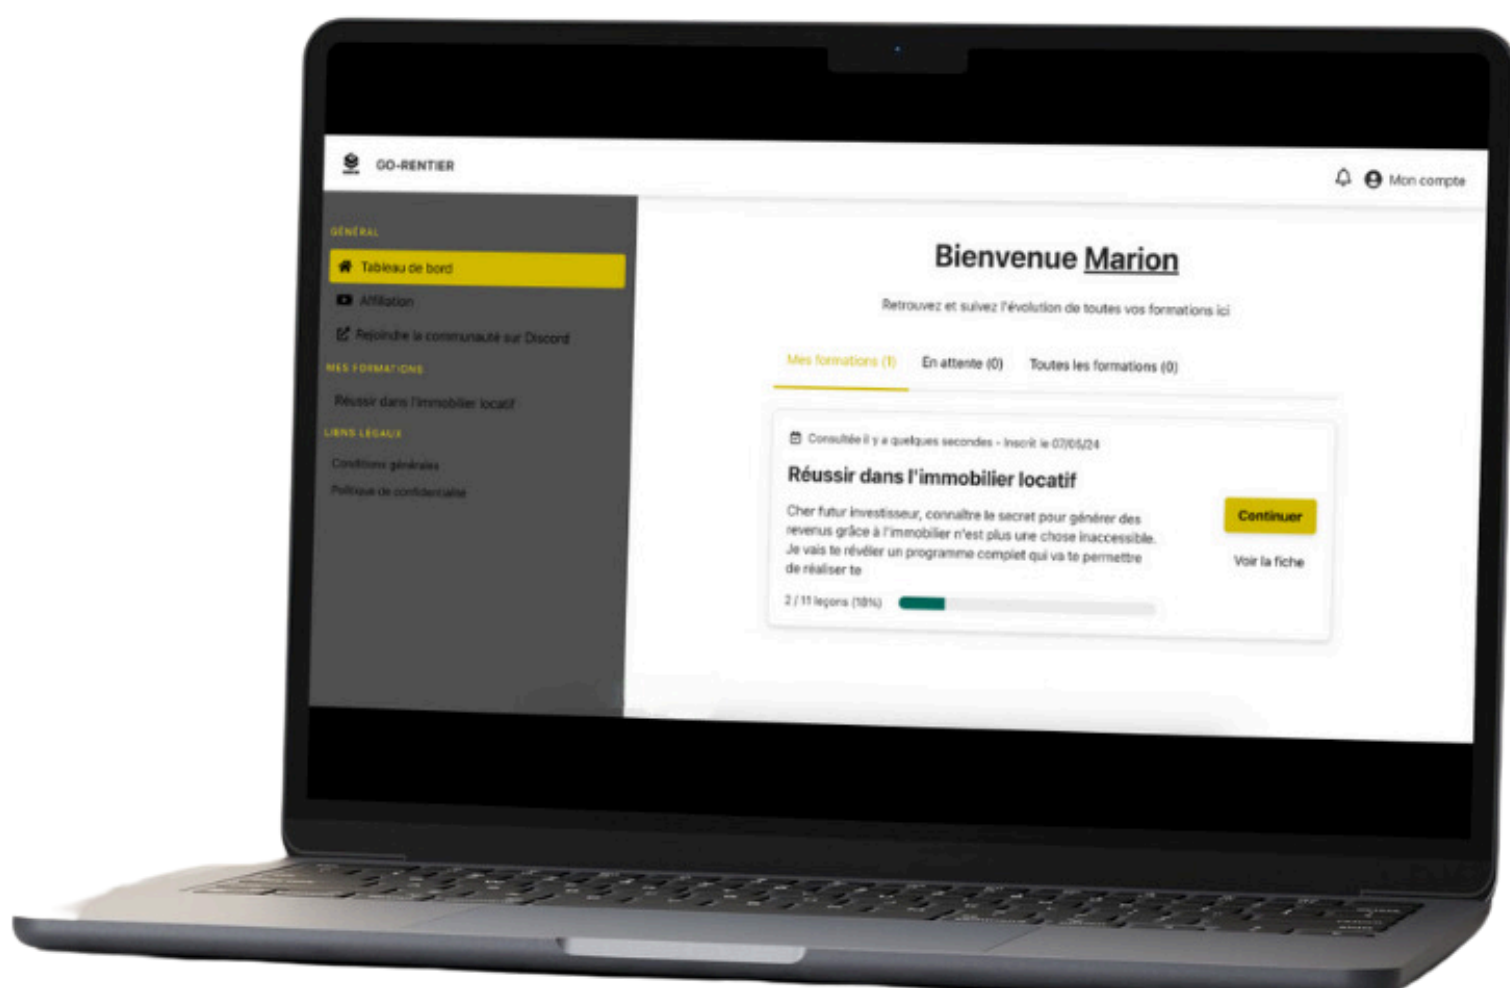 GO-RENTIER
Mon compte
GÉNÉRAL
Tableau de bord
Affiliation
Rejoindre la communauté sur Discord
MES FORMATIONS
Réussir dans l'immobilier locatif
LIENS LÉGAUX
Conditions générales
Politique de confidentialité
Bienvenue Marion
Retrouvez et suivez l'évolution de toutes vos formations ici
Mes formations (1) En attente (0) Toutes les formations (0)
Consultée il y a quelques secondes - Inscrit le 07/05/24
Réussir dans l'immobilier locatif
Cher futur investisseur, connaître le secret pour générer des
revenus grâce à l'immobilier n'est plus une chose inaccessible.
Je vais te révéler un programme complet qui va te permettre
de réaliser te
2 / 11 leçons (18%)
Continuer
Voir la fiche